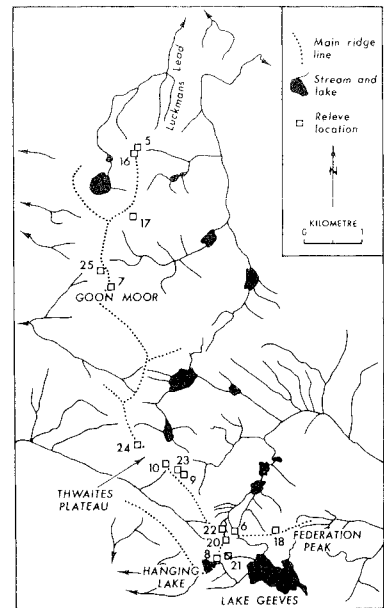 Luckmans Lead
Main ridge
line
Stream and
lake
Releve
location
N
KILOMETRE
0 1
5
16
17
25
7
GOON MOOR
24
10
23
9
THWAITES
PLATEAU
22
6
18
20
FEDERATION
PEAK
8
21
HANGING
LAKE
LAKE GEEVES